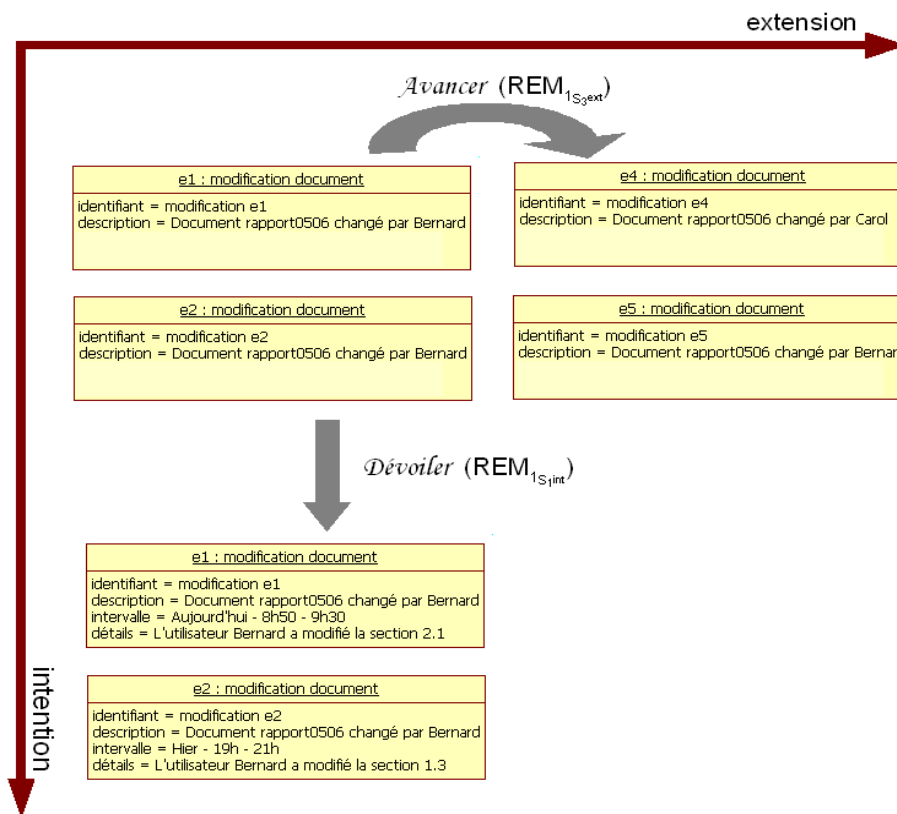 extension
Avancer (REM1S3ext)
e1 : modification document
identifiant = modification e1
description = Document rapport0506 changé par Bernard
e4 : modification document
identifiant = modification e4
description = Document rapport0506 changé par Carol
e2 : modification document
identifiant = modification e2
description = Document rapport0506 changé par Bernard
e5 : modification document
identifiant = modification e5
description = Document rapport0506 changé par Bernar
Dévoiler (REM1S1int)
e1 : modification document
identifiant = modification e1
description = Document rapport0506 changé par Bernard
intervalle = Aujourd'hui - 8h50 - 9h30
détails = L'utilisateur Bernard a modifié la section 2.1
e2 : modification document
identifiant = modification e2
description = Document rapport0506 changé par Bernard
intervalle = Hier - 19h - 21h
détails = L'utilisateur Bernard a modifié la section 1.3
intention